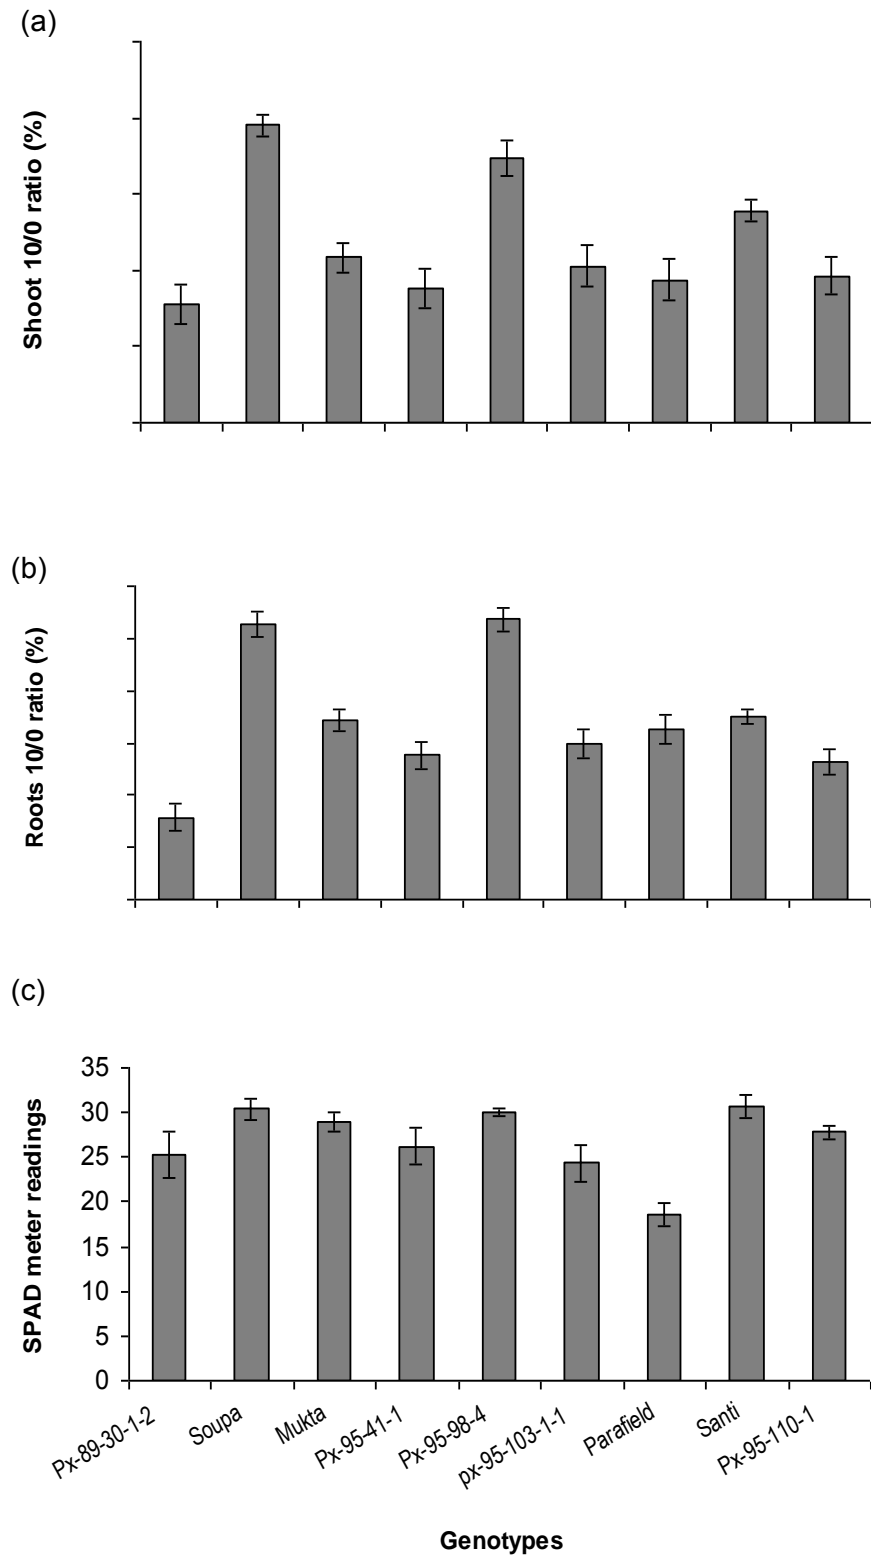 (a)
Shoot 10/0 ratio (%)
(b)
Roots 10/0 ratio (%)
(c)
SPAD meter readings
35
30
25
20
15
10
5
0
Px-89-30-1-2
Soupa
Mukta
Px-95-41-1
Px-95-98-4
px-95-103-1-1
Parafield
Santi
Px-95-110-1
Genotypes